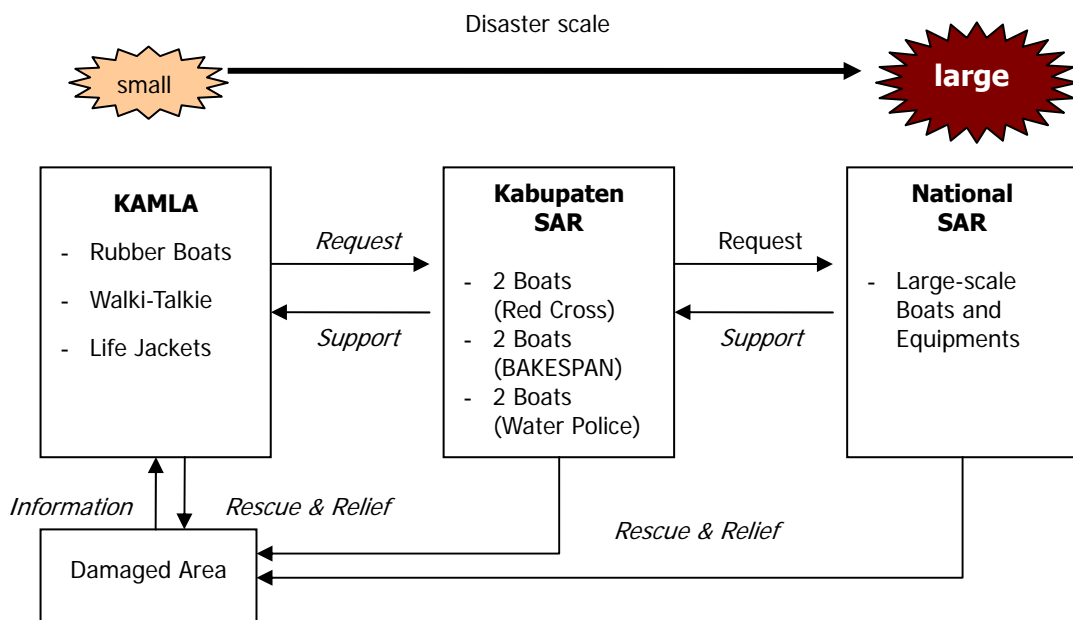 Disaster scale
small
large
KAMLA
- Rubber Boats
- Walki-Talkie
- Life Jackets
Request
Support
Kabupaten
SAR
- 2 Boats
(Red Cross)
- 2 Boats
(BAKESPAN)
- 2 Boats
(Water Police)
Request
Support
National
SAR
- Large-scale
Boats and
Equipments
Information
Rescue & Relief
Rescue & Relief
Damaged Area